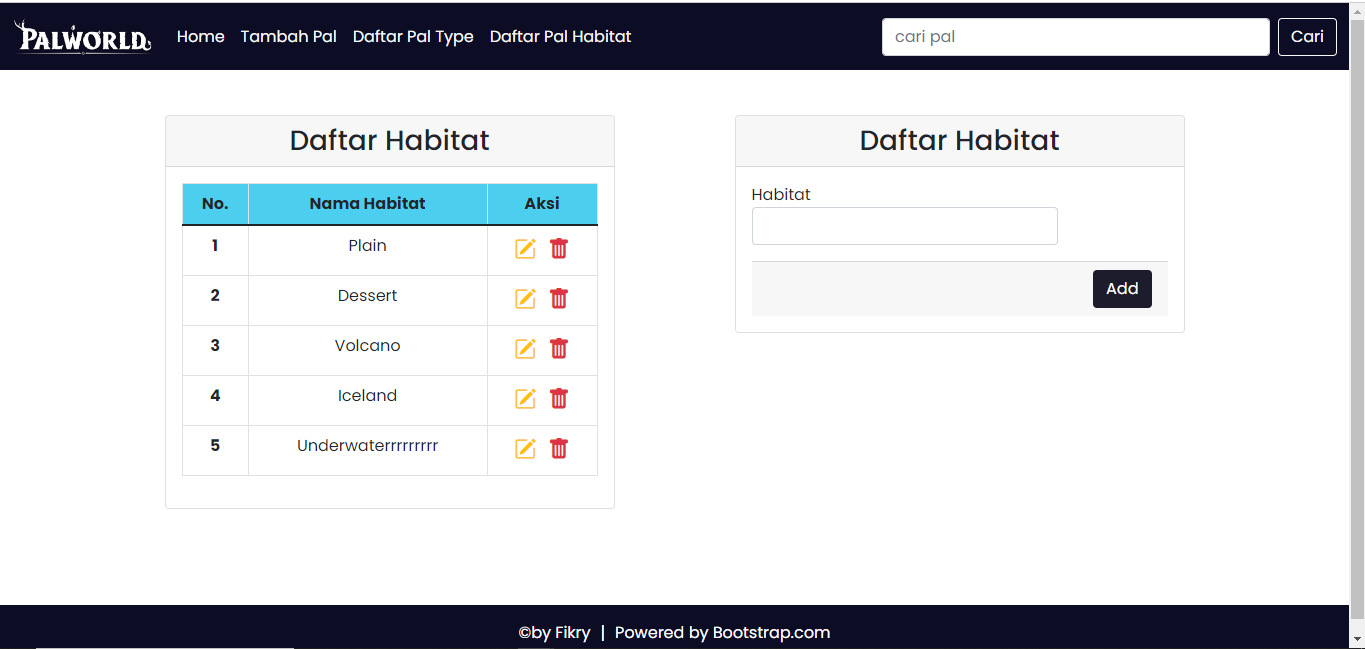 PALWORLD Home Tambah Pal Daftar Pal Type Daftar Pal Habitat cari pal Cari
Daftar Habitat
No. Nama Habitat Aksi
1 Plain
2 Dessert
3 Volcano
4 Iceland
5 Underwaterrrrrrrrr
Daftar Habitat
Habitat
Add
©by Fikry | Powered by Bootstrap.com